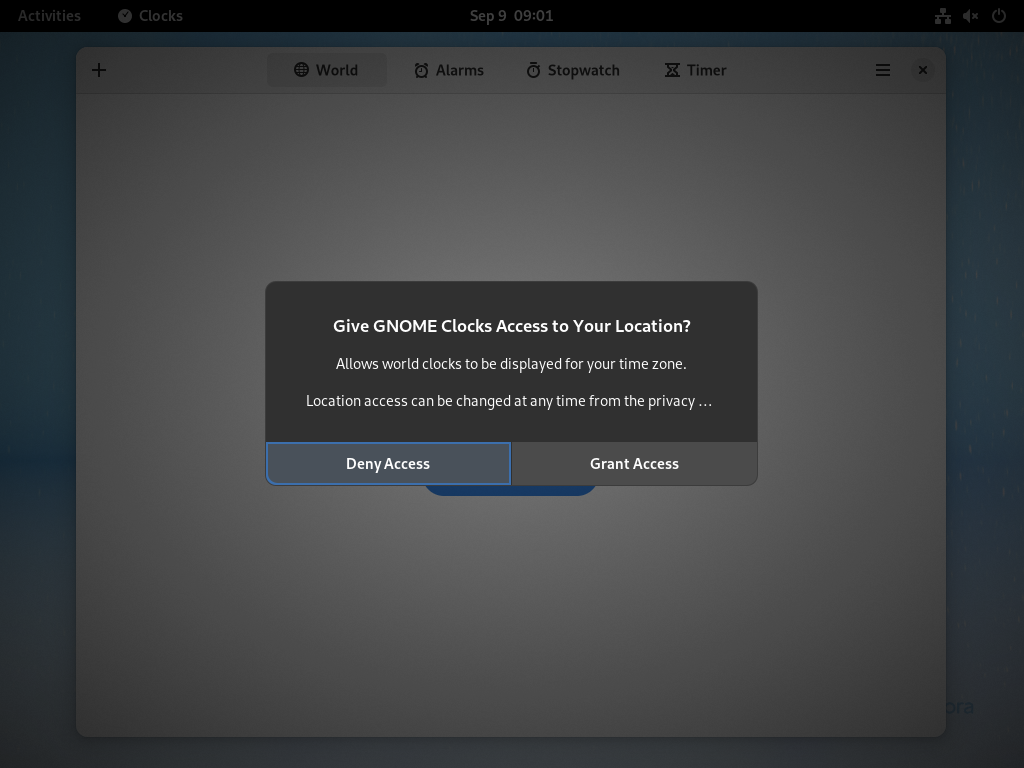 Activities Clocks Sep 9 09:01
World Alarms Stopwatch Timer
Give GNOME Clocks Access to Your Location?
Allows world clocks to be displayed for your time zone.
Location access can be changed at any time from the privacy …
Deny Access Grant Access